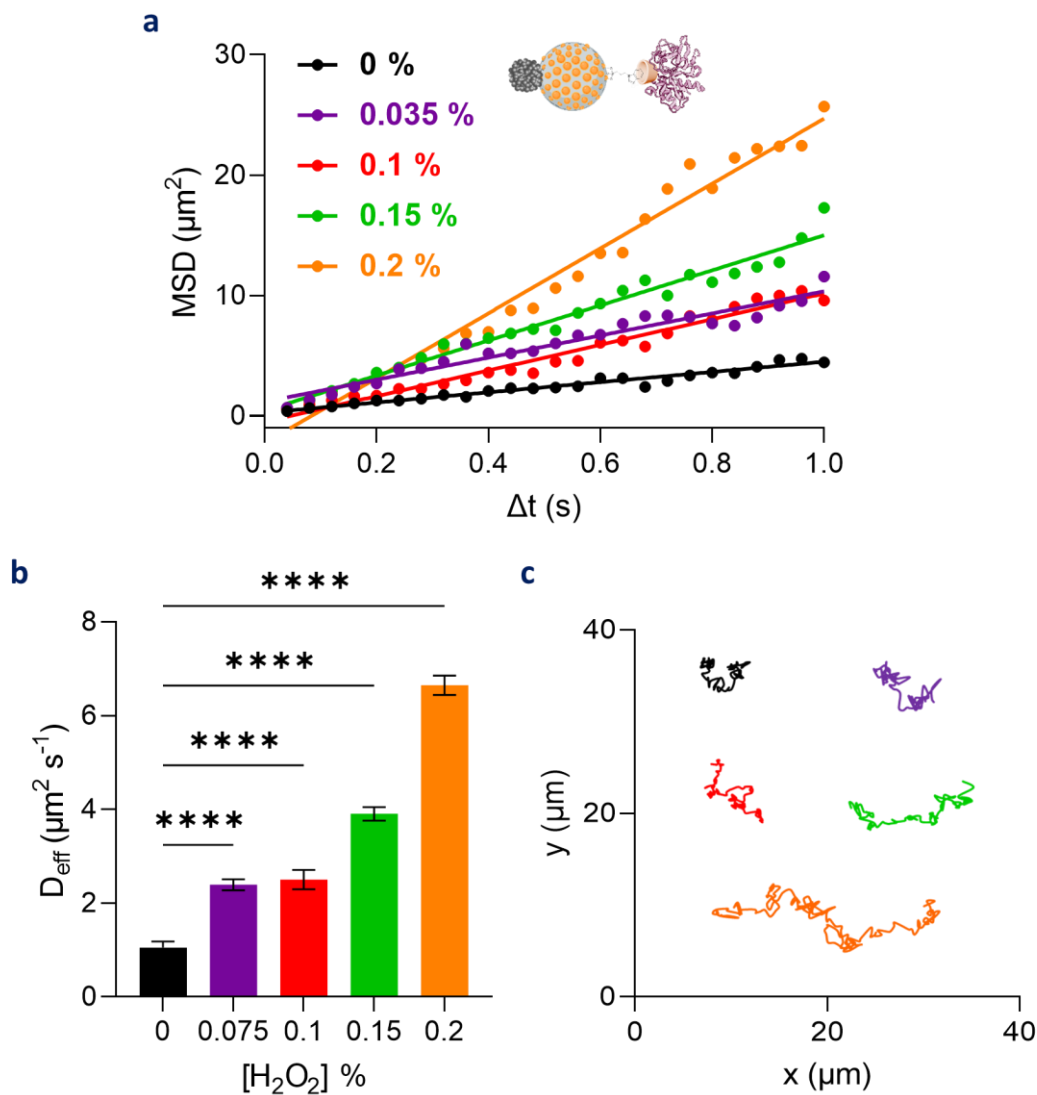 a
30
20
10
0
MSD (µm²)
0 %
0.035 %
0.1 %
0.15 %
0.2 %
0.0 0.2 0.4 0.6 0.8 1.0
Δt (s)
b
8
6
4
2
0
D_eff (µm² s⁻¹)
****
****
****
****
0 0.075 0.1 0.15 0.2
[H₂O₂] %
c
40
20
0
y (µm)
0 20 40
x (µm)